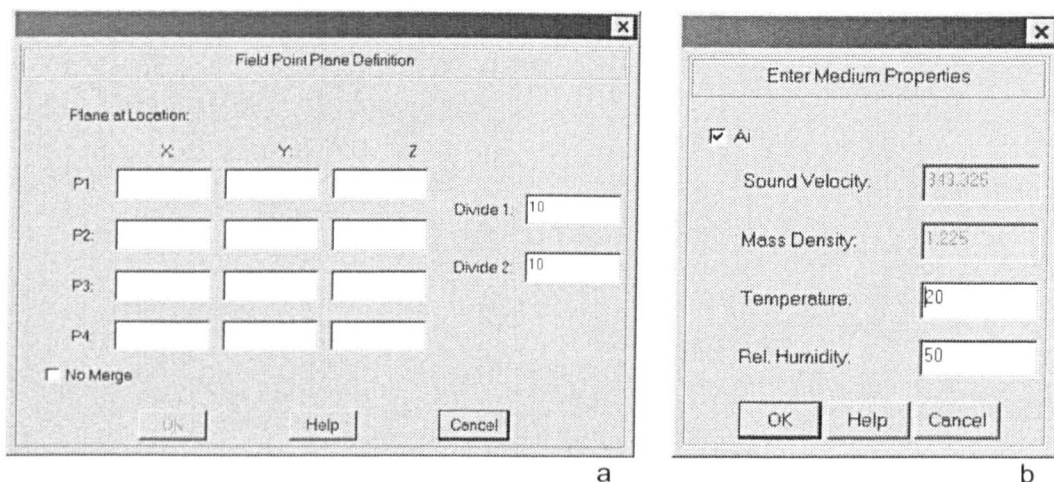 Field Point Plane Definition
Plane at Location:
X: Y: Z
P1:
P2:
P3:
P4:
Divide 1: 10
Divide 2: 10
No Merge
OK Help Cancel
a
Enter Medium Properties
Ai
Sound Velocity: 343.325
Mass Density: 1.225
Temperature: 20
Rel. Humidity: 50
OK Help Cancel
b